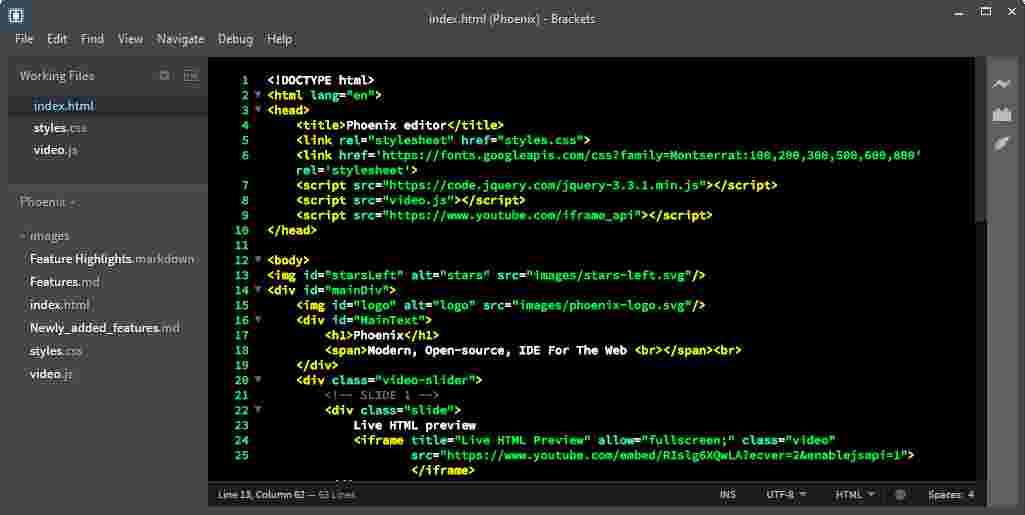 index.html (Phoenix) - Brackets
File Edit Find View Navigate Debug Help
Working Files
index.html
styles.css
video.js
Phoenix
images
Feature Highlights.markdown
Features.md
index.html
Newly_added_features.md
styles.css
video.js
1 <!DOCTYPE html>
2 <html lang="en">
3 <head>
4 <title>Phoenix editor</title>
5 <link rel="stylesheet" href="styles.css">
6 <link href='https://fonts.googleapis.com/css?family=Montserrat:100,200,300,500,600,800'
rel='stylesheet'>
7 <script src="https://code.jquery.com/jquery-3.3.1.min.js"></script>
8 <script src="video.js"></script>
9 <script src="https://www.youtube.com/iframe_api"></script>
10 </head>
11
12 <body>
13 <img id="starsLeft" alt="stars" src="images/stars-left.svg"/>
14 <div id="mainDiv">
15 <img id="logo" alt="logo" src="images/phoenix-logo.svg"/>
16 <div id="MainText">
17 <h1>Phoenix</h1>
18 <span>Modern, Open-source, IDE For The Web <br></span><br>
19 </div>
20 <div class="video-slider">
21 <!-- SLIDE 1 -->
22 <div class="slide">
23 Live HTML preview
24 <iframe title="Live HTML Preview" allow="fullscreen;" class="video"
25 src="https://www.youtube.com/embed/RIslg6XQwLA?ecver=2&enablejsapi=1">
</iframe>
Line 13, Column 62 — 63 Lines
INS UTF-8 HTML Spaces: 4